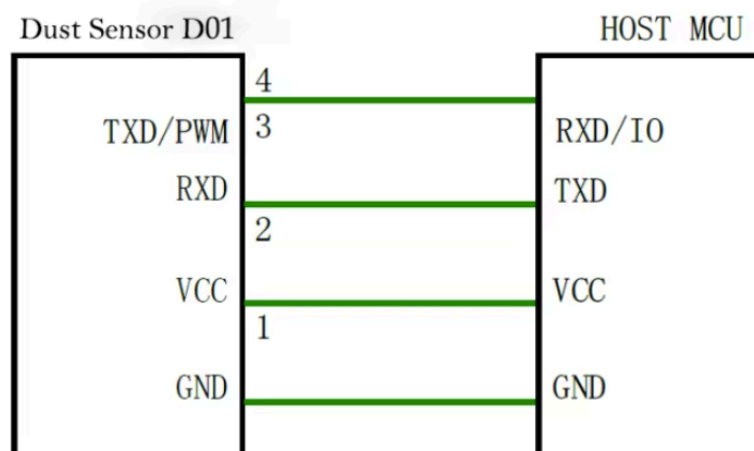 Dust Sensor D01
HOST MCU
4
TXD/PWM 3 RXD/IO
RXD TXD
2
VCC VCC
1
GND GND